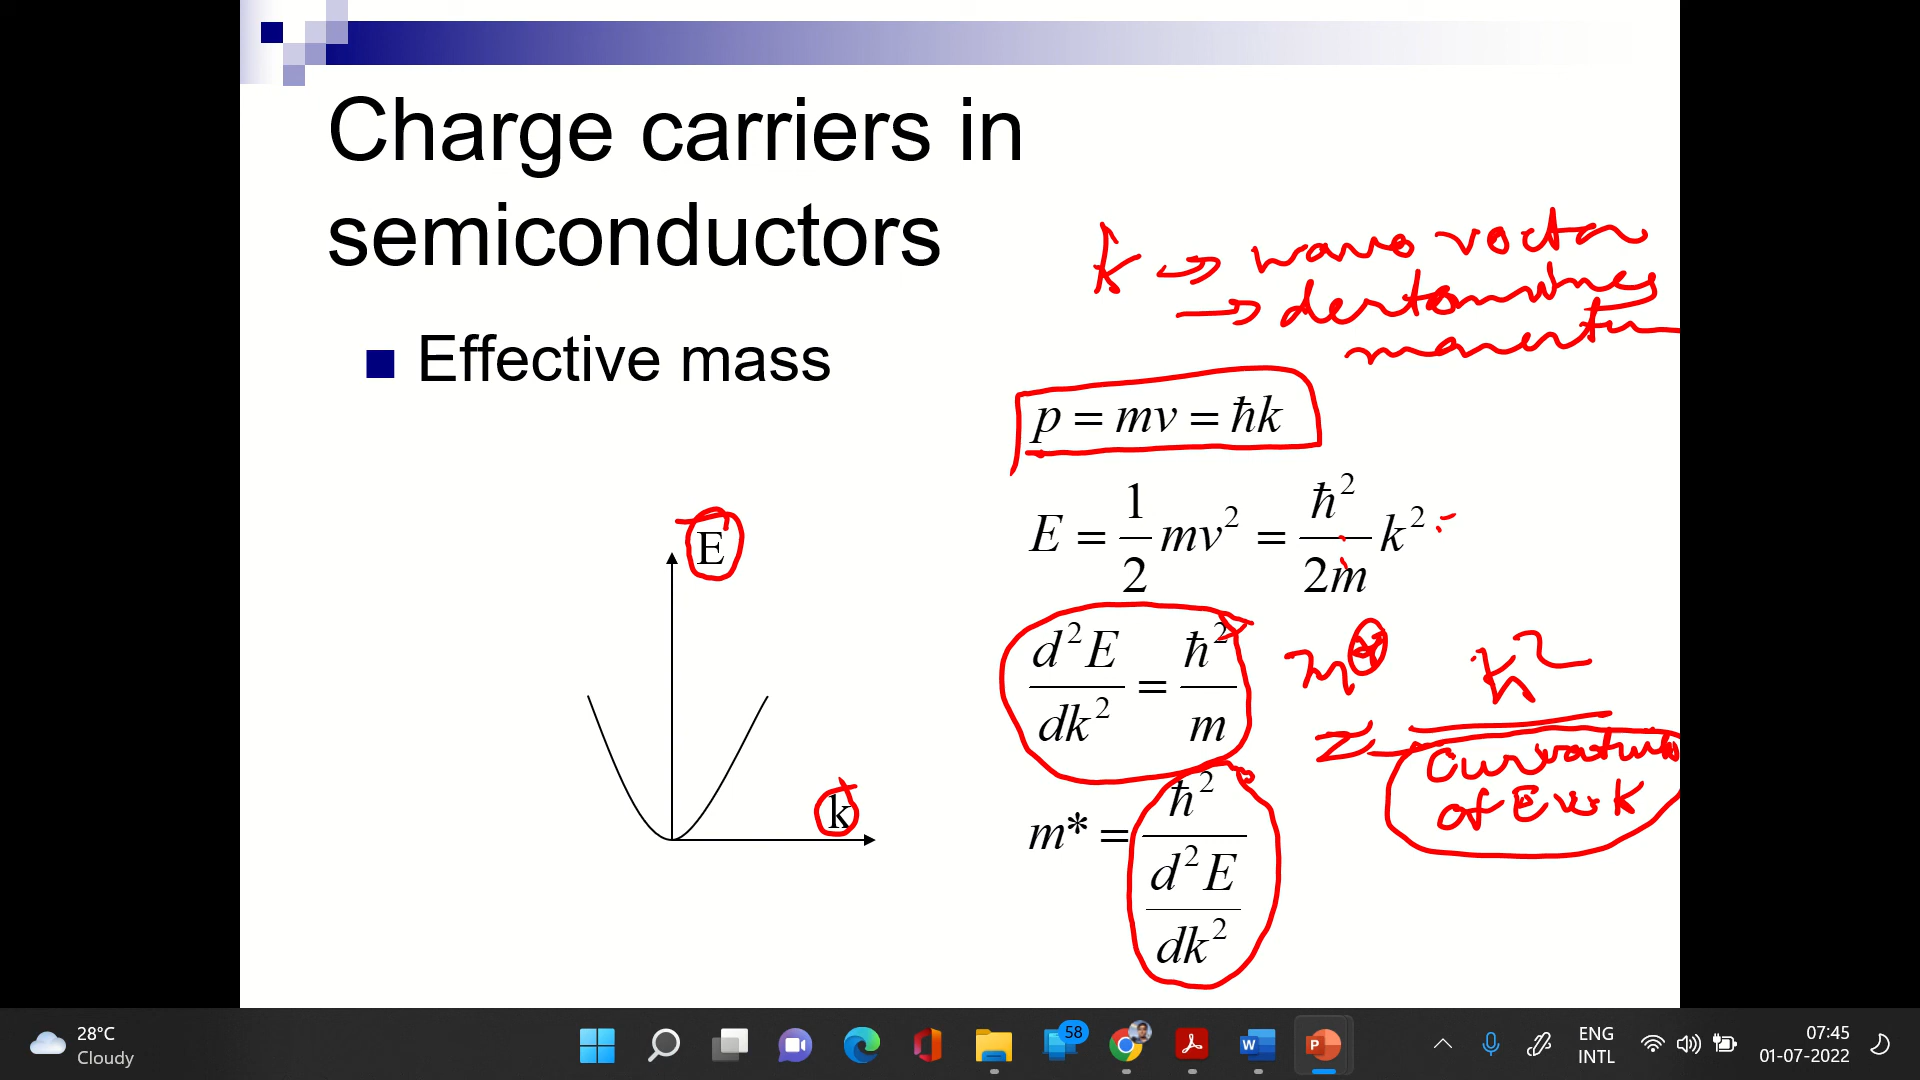 Charge carriers in
semiconductors
k → wave vector
→ determines
momentum
■ Effective mass
p = mv = ħk
E = 1/2 mv² = ħ²/2m k²
d²E/dk² = ħ²/m
m* = ħ²/curvature
of E vs k
m* = ħ²/(d²E/dk²)
E
k
28°C
Cloudy
58
ENG
INTL
07:45
01-07-2022